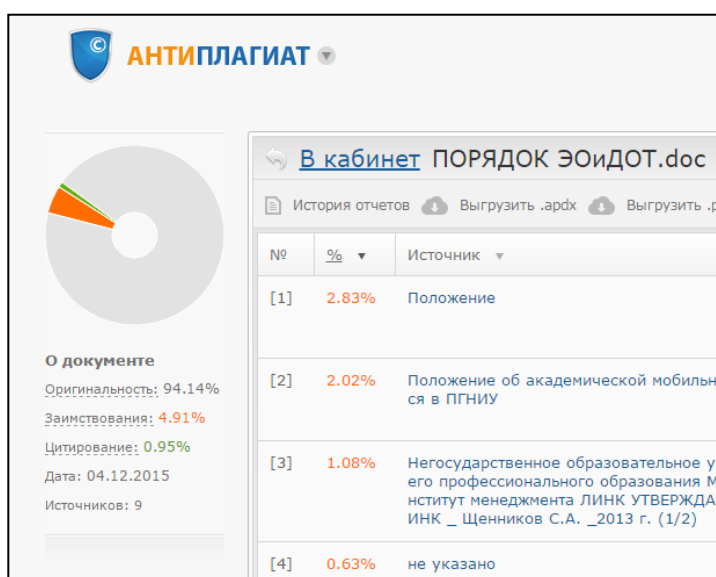 ©
АНТИПЛАГИАТ
В кабинет ПОРЯДОК ЭОиДОТ.doc
История отчетов Выгрузить .apdx Выгрузить .p
№ % Источник
[1] 2.83% Положение
[2] 2.02% Положение об академической мобильн
ся в ПГНИУ
[3] 1.08% Негосударственное образовательное у
его профессионального образования М
нститут менеджмента ЛИНК УТВЕРЖДА
ИНК _ Щенников С.А. _2013 г. (1/2)
[4] 0.63% не указано
О документе
Оригинальность: 94.14%
Заимствования: 4.91%
Цитирование: 0.95%
Дата: 04.12.2015
Источников: 9